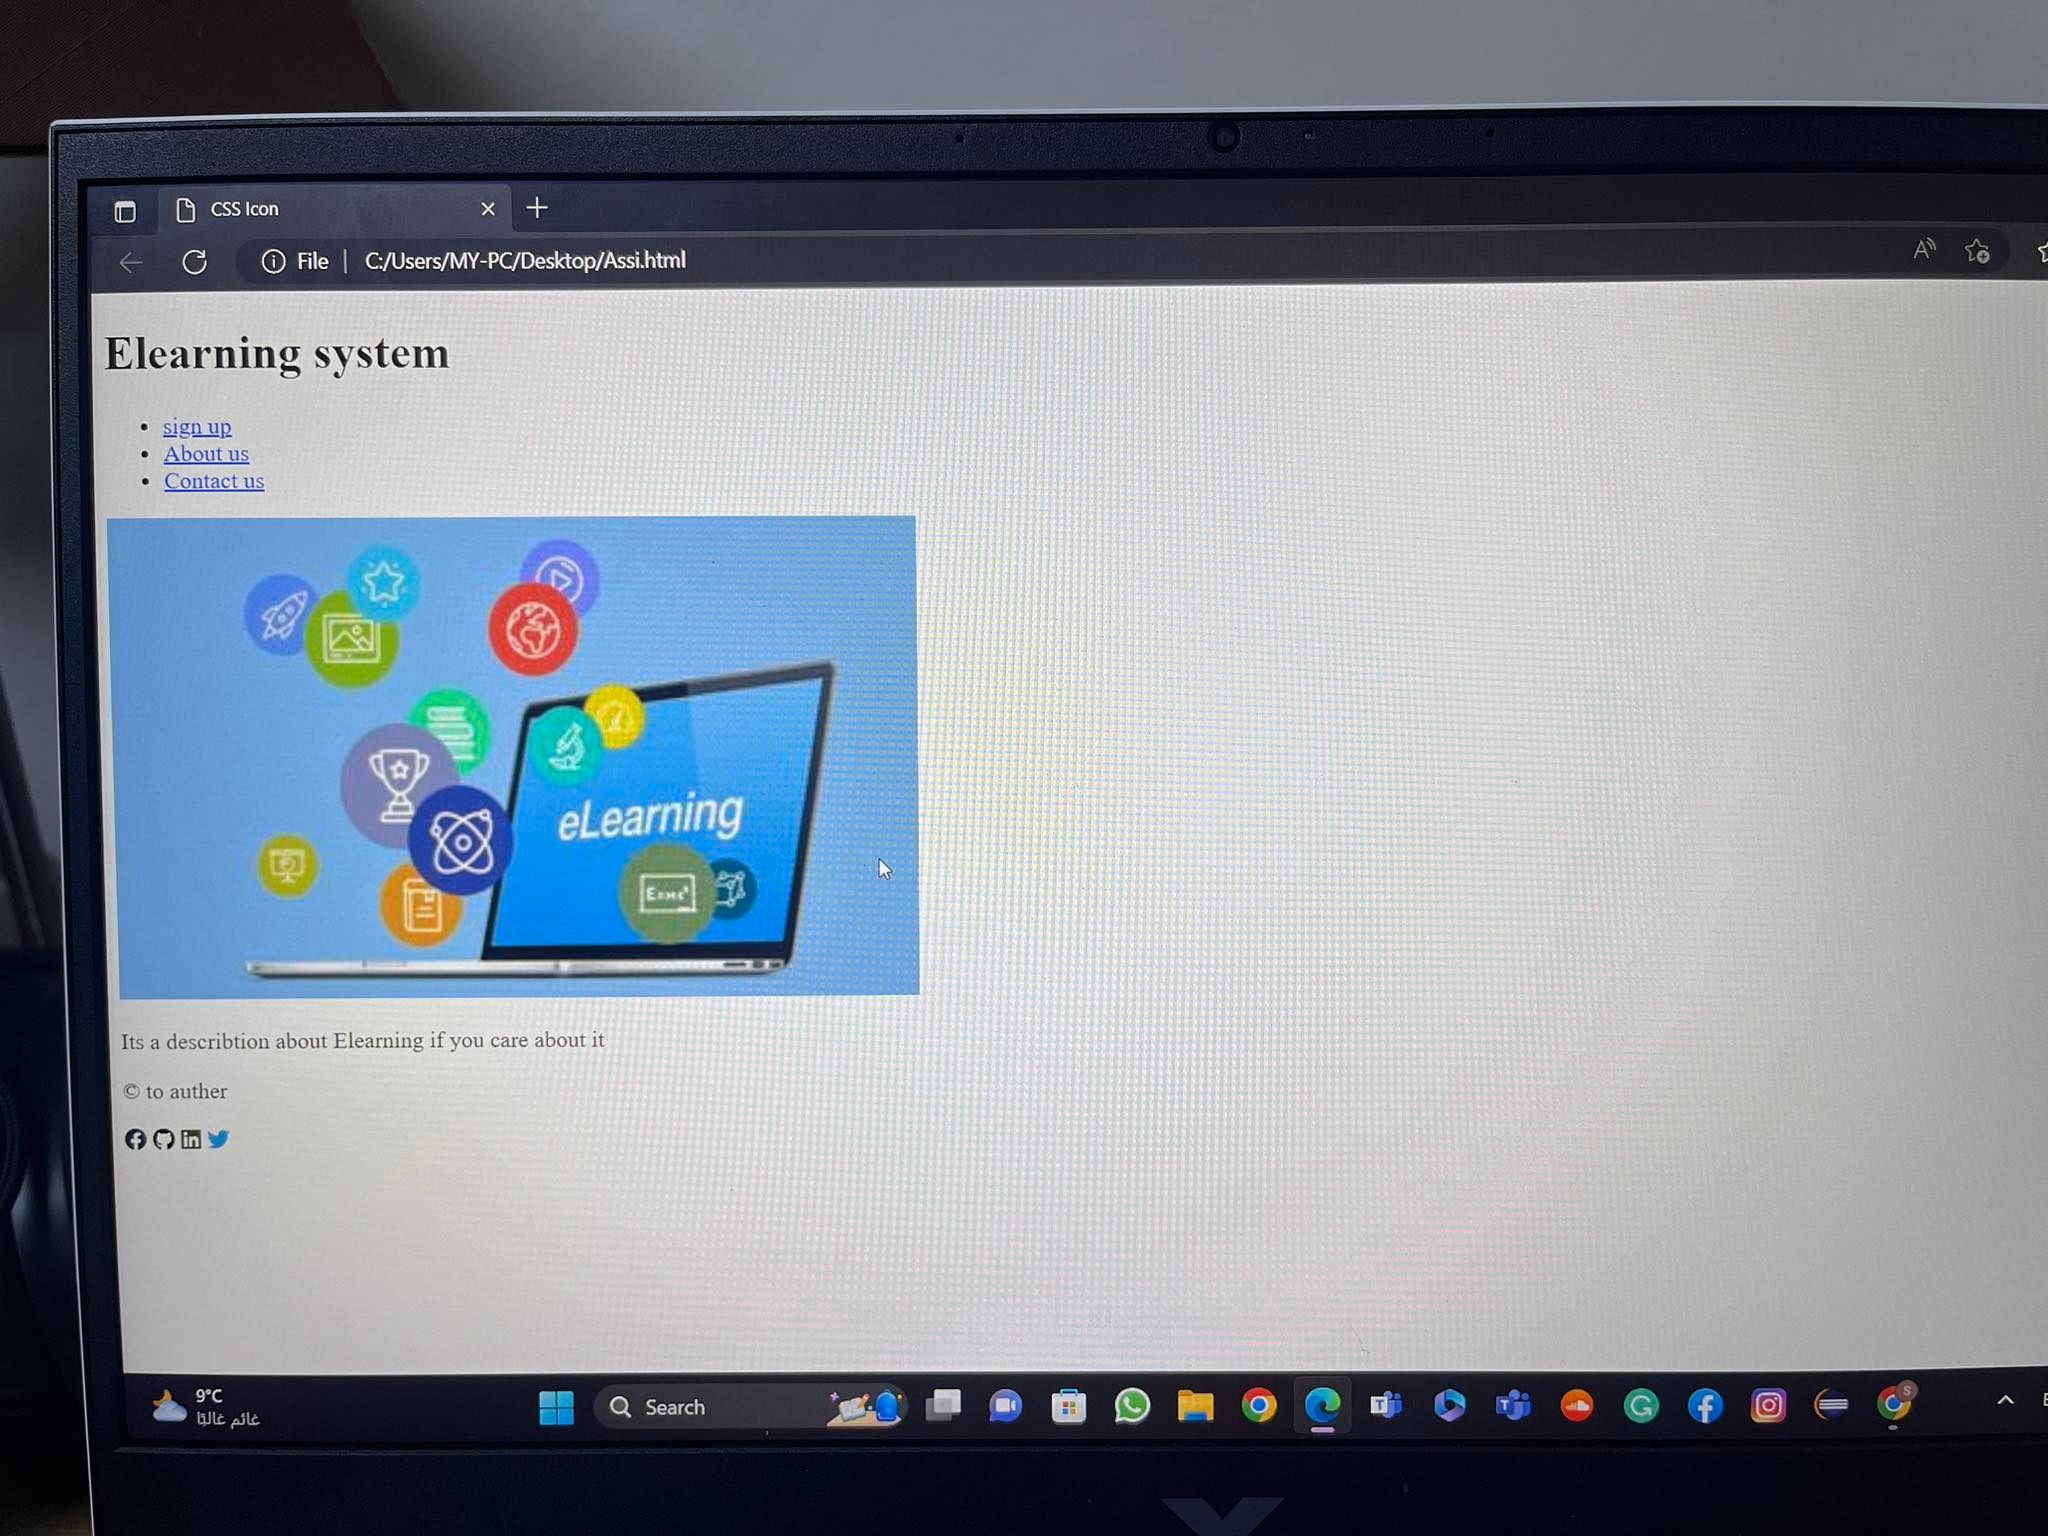 CSS Icon
File | C:/Users/MY-PC/Desktop/Assi.html
Elearning system
sign up
About us
Contact us
eLearning
E=mc²
Its a describtion about Elearning if you care about it
© to auther
9°C
غائم غالبًا
Search
S